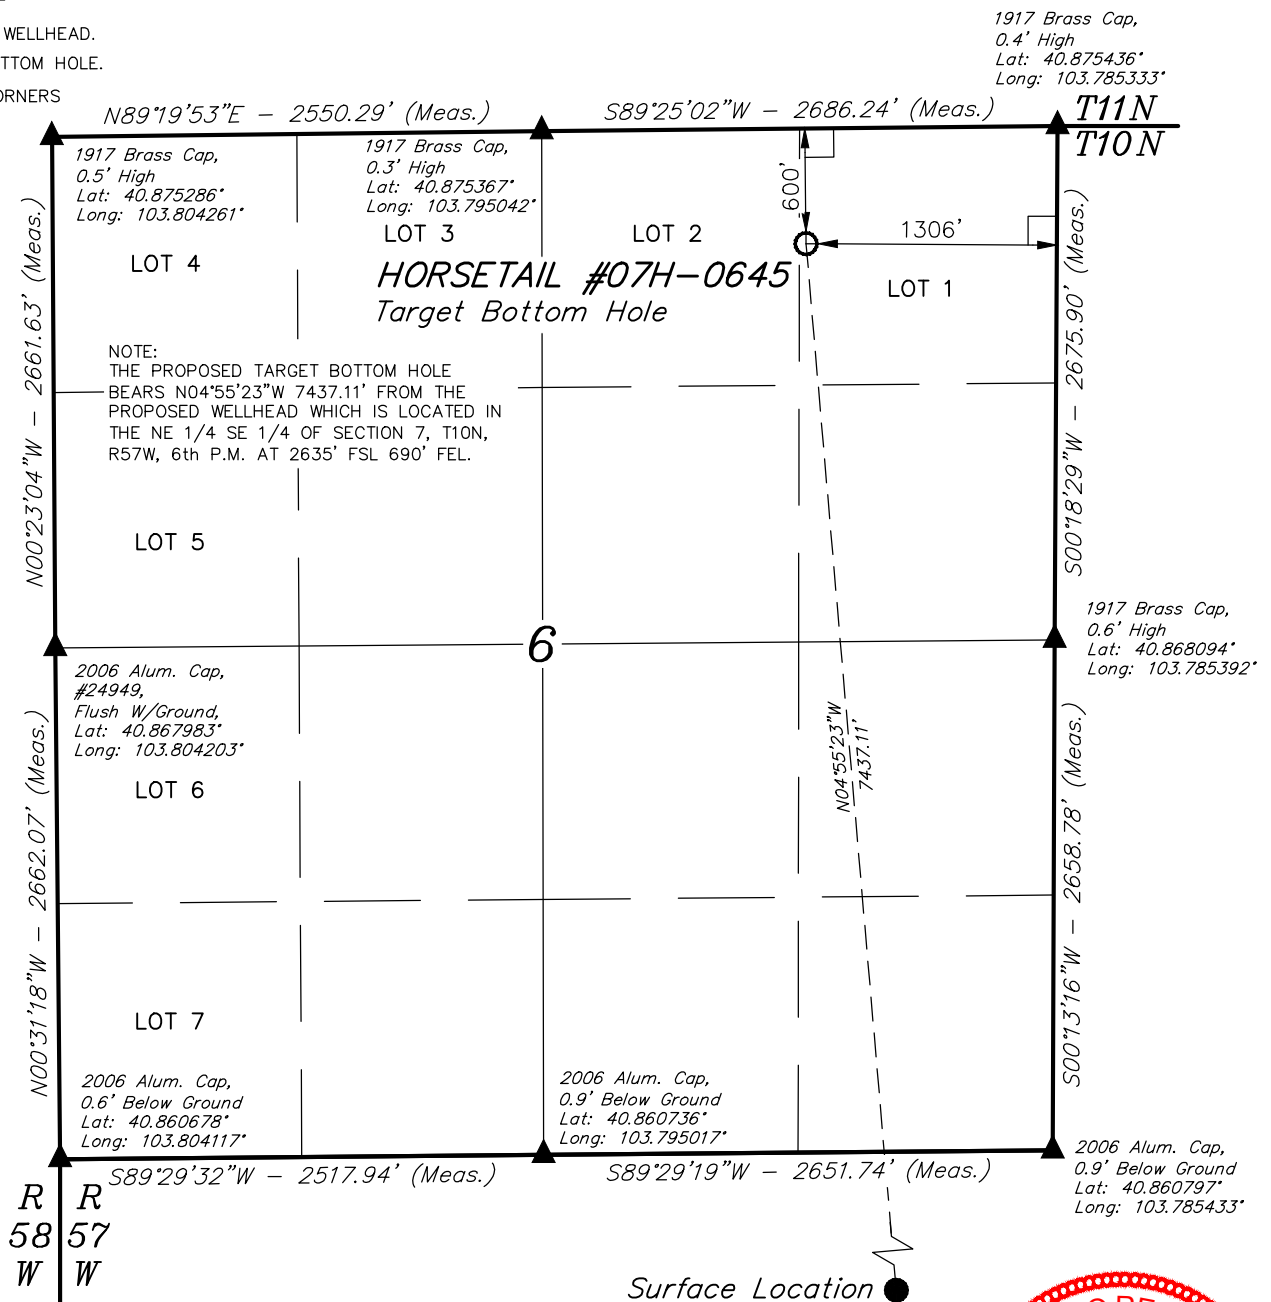 WELLHEAD.
TTOM HOLE.
ORNERS
1917 Brass Cap,
0.4' High
Lat: 40.875436°
Long: 103.785333°
N89°19'53"E - 2550.29' (Meas.)
S89°25'02"W - 2686.24' (Meas.)
T11N
T10N
1917 Brass Cap,
0.5' High
Lat: 40.875286°
Long: 103.804261°
1917 Brass Cap,
0.3' High
Lat: 40.875367°
Long: 103.795042°
600'
1306'
LOT 4
LOT 3
LOT 2
LOT 1
HORSETAIL #07H-0645
Target Bottom Hole
N00°23'04"W - 2661.63' (Meas.)
S00°18'29"W - 2675.90' (Meas.)
NOTE:
THE PROPOSED TARGET BOTTOM HOLE
BEARS N04°55'23"W 7437.11' FROM THE
PROPOSED WELLHEAD WHICH IS LOCATED IN
THE NE 1/4 SE 1/4 OF SECTION 7, T10N,
R57W, 6th P.M. AT 2635' FSL 690' FEL.
LOT 5
6
1917 Brass Cap,
0.6' High
Lat: 40.868094°
Long: 103.785392°
2006 Alum. Cap,
#24949,
Flush W/Ground,
Lat: 40.867983°
Long: 103.804203°
LOT 6
N04°55'23"W
7437.11'
N00°31'18"W - 2662.07' (Meas.)
S00°13'16"W - 2658.78' (Meas.)
LOT 7
2006 Alum. Cap,
0.6' Below Ground
Lat: 40.860678°
Long: 103.804117°
2006 Alum. Cap,
0.9' Below Ground
Lat: 40.860736°
Long: 103.795017°
2006 Alum. Cap,
0.9' Below Ground
Lat: 40.860797°
Long: 103.785433°
S89°29'32"W - 2517.94' (Meas.)
S89°29'19"W - 2651.74' (Meas.)
R R
58 57
W W
Surface Location